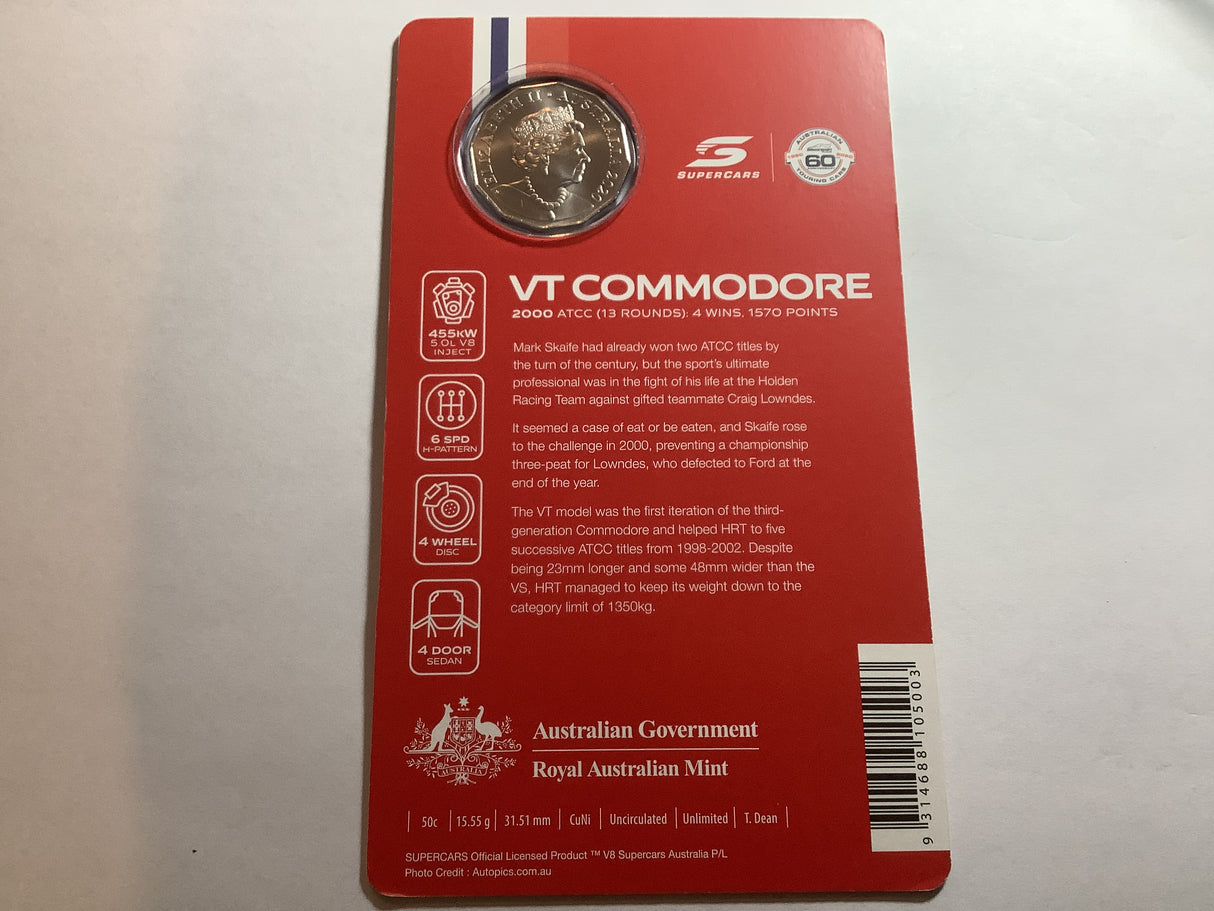 ELIZABETH II · AUSTRALIA 2020
SUPERCARS
AUSTRALIAN
60
TOURING CARS
VT COMMODORE
2000 ATCC (13 ROUNDS): 4 WINS, 1570 POINTS
455KW
5.0L V8
INJECT
6 SPD
H-PATTERN
4 WHEEL
DISC
4 DOOR
SEDAN
Mark Skaife had already won two ATCC titles by
the turn of the century, but the sport's ultimate
professional was in the fight of his life at the Holden
Racing Team against gifted teammate Craig Lowndes.
It seemed a case of eat or be eaten, and Skaife rose
to the challenge in 2000, preventing a championship
three-peat for Lowndes, who defected to Ford at the
end of the year.
The VT model was the first iteration of the third-
generation Commodore and helped HRT to five
successive ATCC titles from 1998-2002. Despite
being 23mm longer and some 48mm wider than the
VS, HRT managed to keep its weight down to the
category limit of 1350kg.
AUSTRALIA
Australian Government
Royal Australian Mint
50c | 15.55 g | 31.51 mm | CuNi | Uncirculated | Unlimited | T. Dean
SUPERCARS Official Licensed Product ™ V8 Supercars Australia P/L
Photo Credit : Autopics.com.au
9 314688 105003